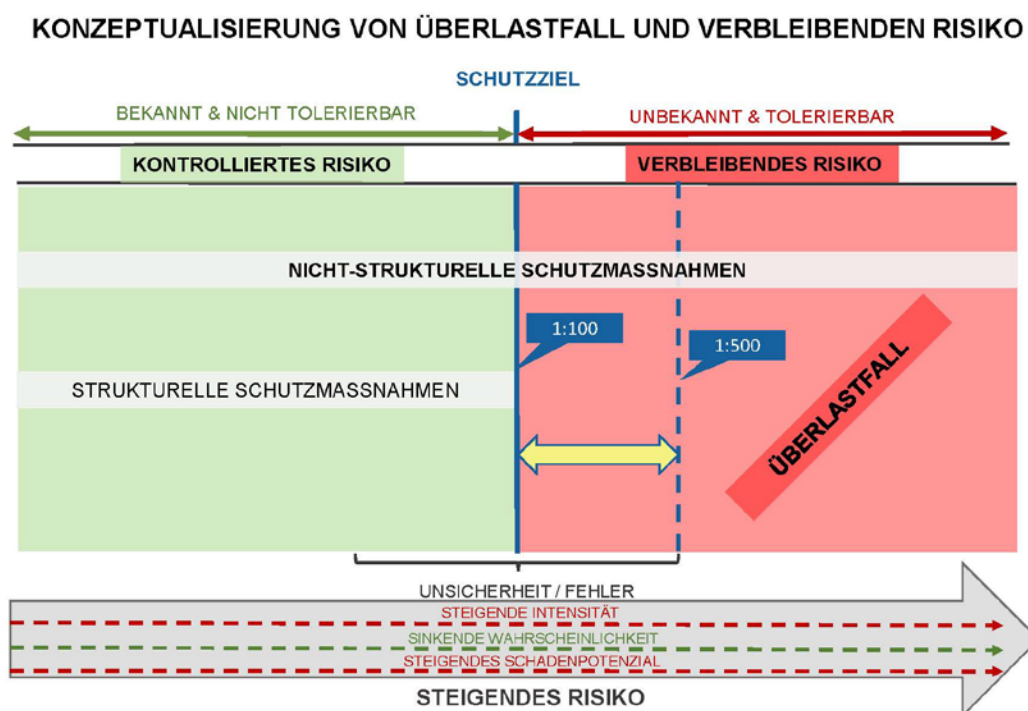 KONZEPTUALISIERUNG VON ÜBERLASTFALL UND VERBLEIBENDEN RISIKO
SCHUTZZIEL
BEKANNT & NICHT TOLERIERBAR
UNBEKANNT & TOLERIERBAR
KONTROLLIERTES RISIKO
VERBLEIBENDES RISIKO
NICHT-STRUKTURELLE SCHUTZMASSNAHMEN
1:100
1:500
STRUKTURELLE SCHUTZMASSNAHMEN
ÜBERLASTFALL
UNSICHERHEIT / FEHLER
STEIGENDE INTENSITÄT
SINKENDE WAHRSCHEINLICHKEIT
STEIGENDES SCHADENPOTENZIAL
STEIGENDES RISIKO